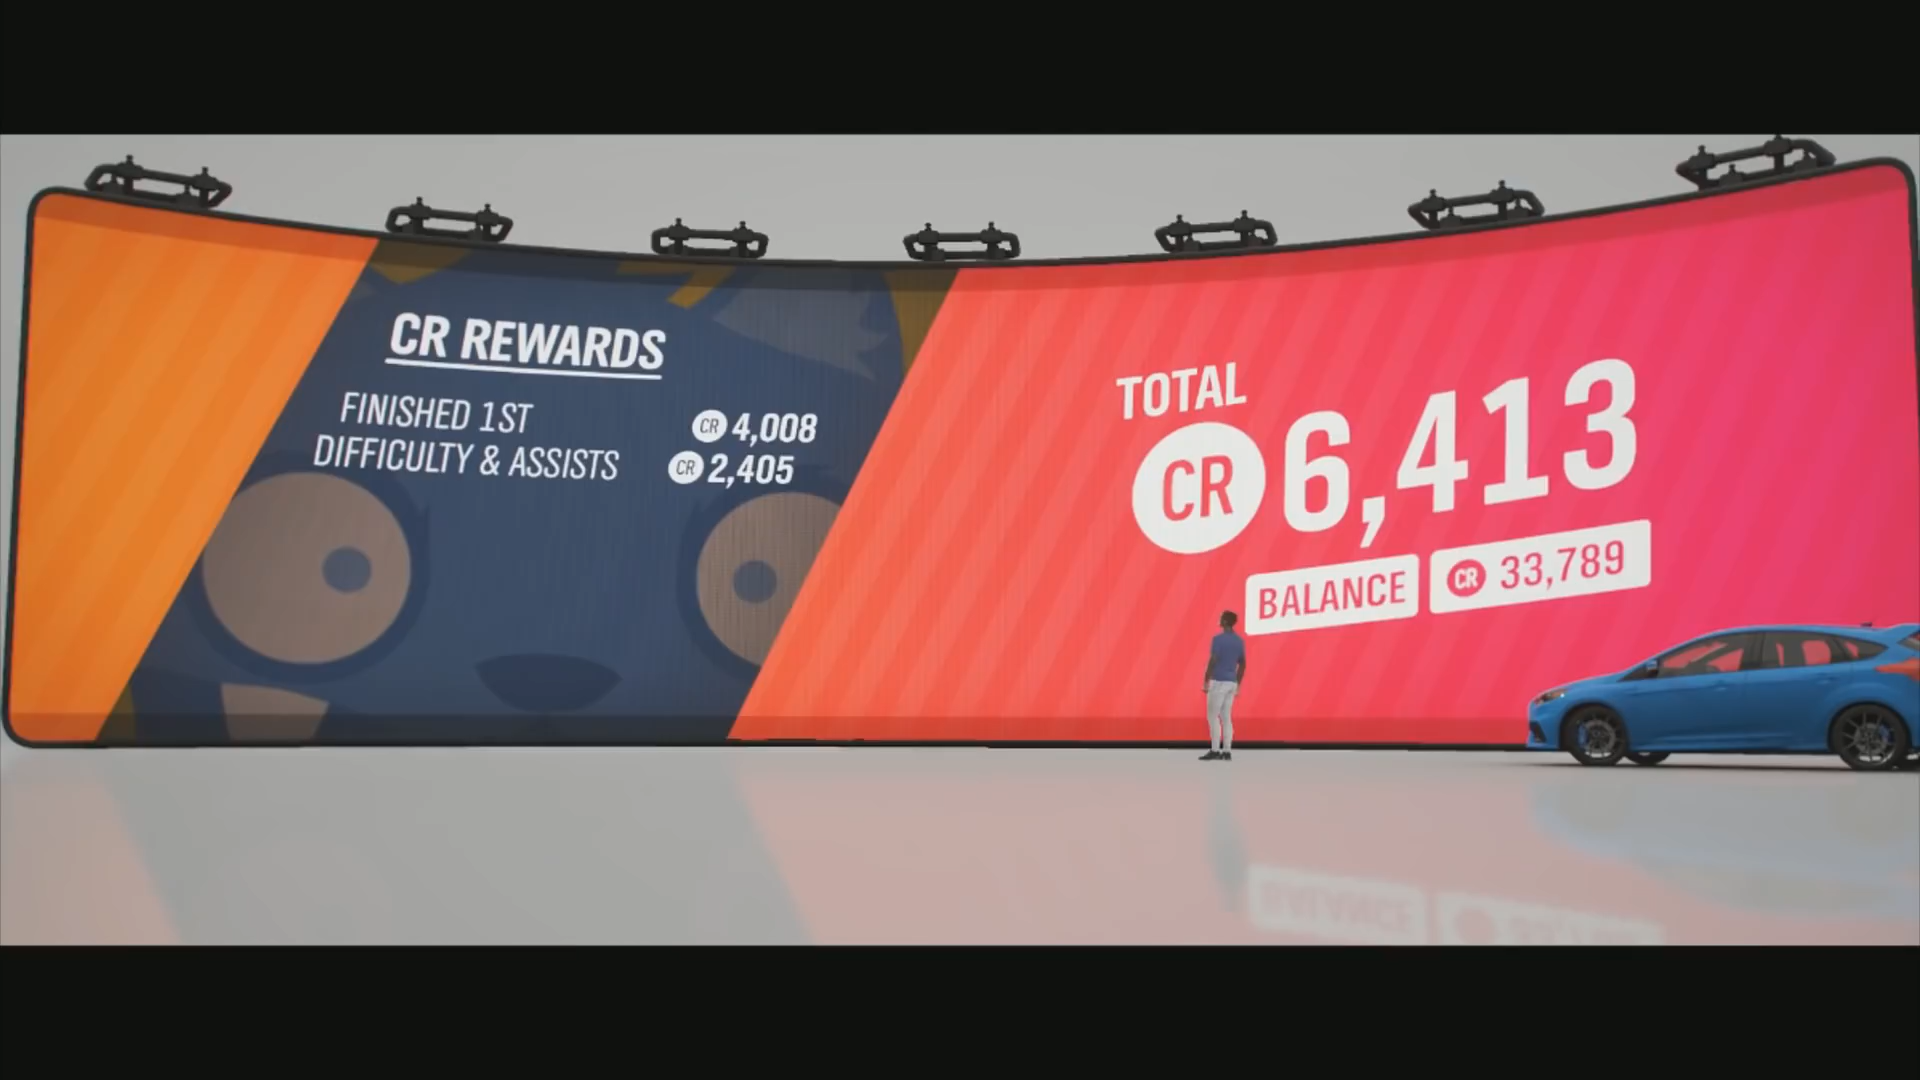 CR REWARDS
FINISHED 1ST CR 4,008
DIFFICULTY & ASSISTS CR 2,405
TOTAL
CR 6,413
BALANCE CR 33,789
BALANCE